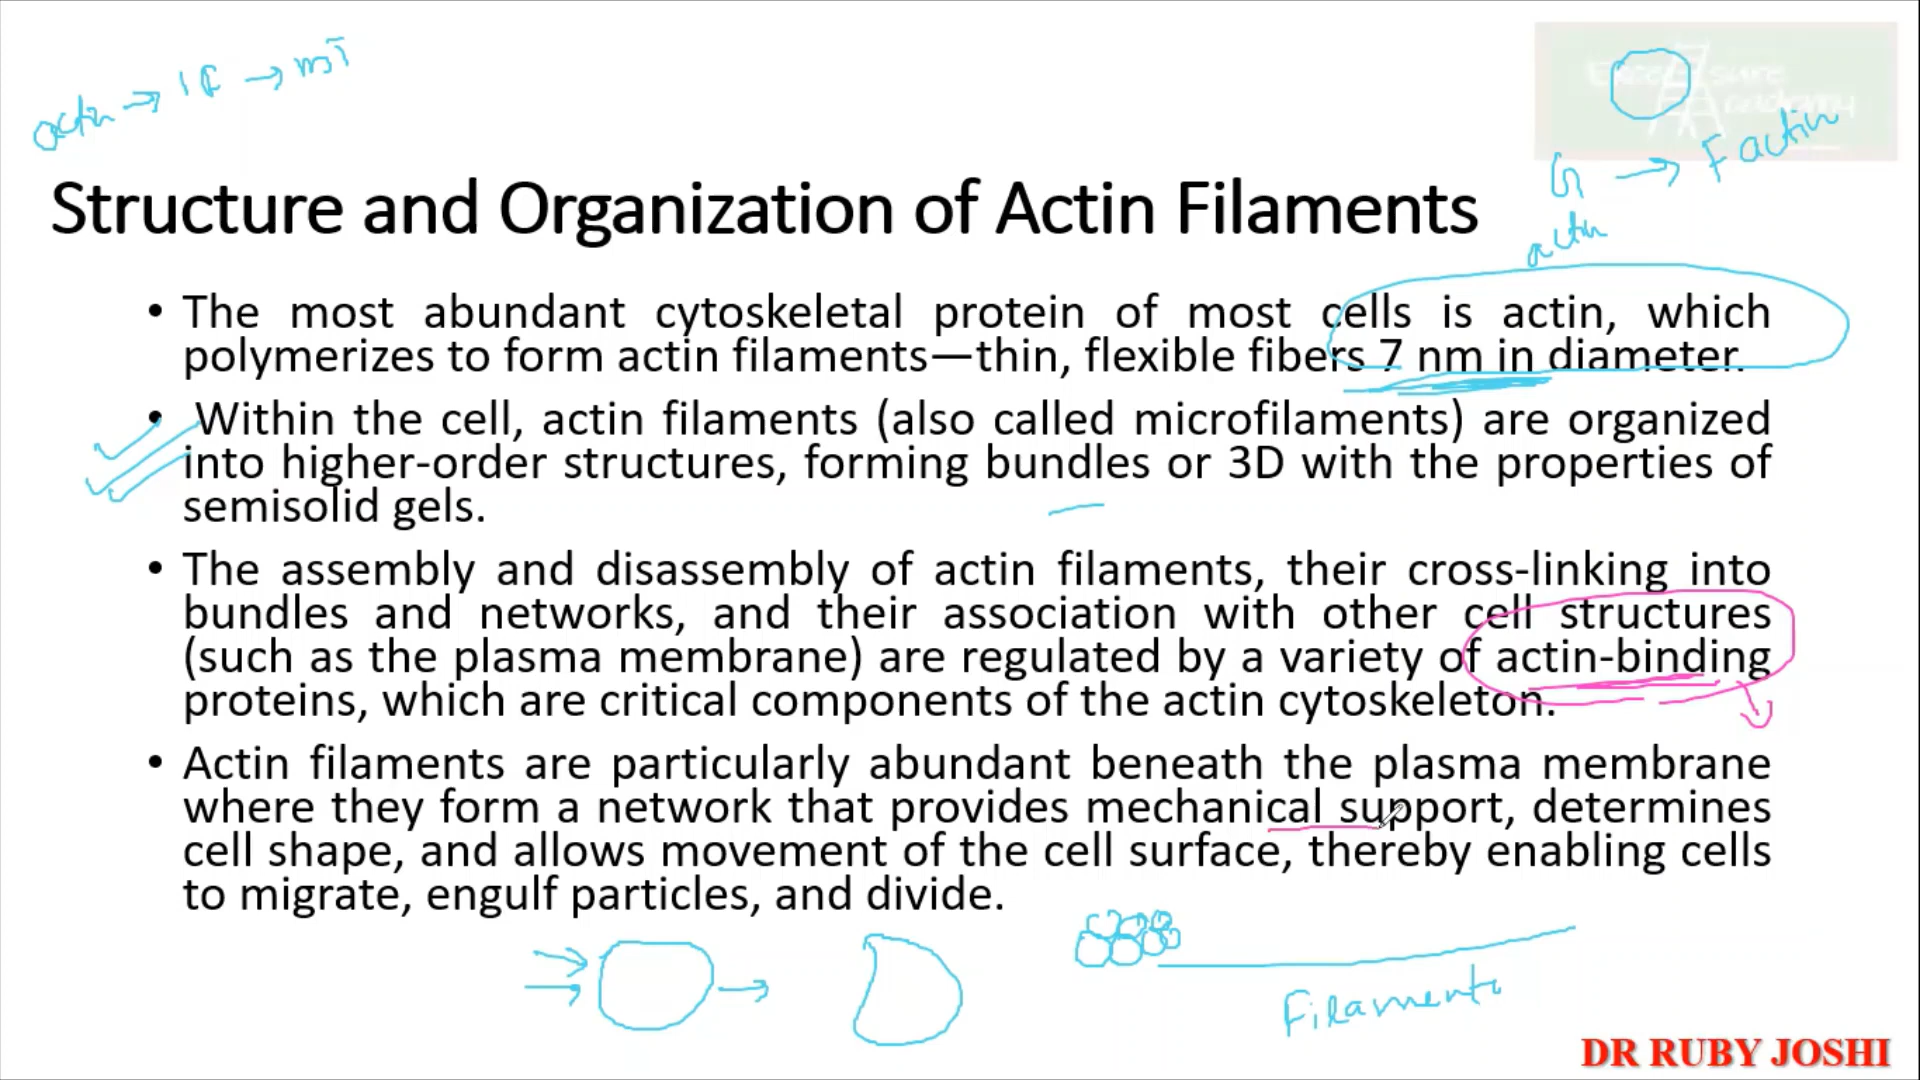 actin → IF → MT
G → F actin
actin
Structure and Organization of Actin Filaments
• The most abundant cytoskeletal protein of most cells is actin, which
polymerizes to form actin filaments—thin, flexible fibers 7 nm in diameter.
• Within the cell, actin filaments (also called microfilaments) are organized
into higher-order structures, forming bundles or 3D with the properties of
semisolid gels.
• The assembly and disassembly of actin filaments, their cross-linking into
bundles and networks, and their association with other cell structures
(such as the plasma membrane) are regulated by a variety of actin-binding
proteins, which are critical components of the actin cytoskeleton.
• Actin filaments are particularly abundant beneath the plasma membrane
where they form a network that provides mechanical support, determines
cell shape, and allows movement of the cell surface, thereby enabling cells
to migrate, engulf particles, and divide.
Filaments
DR RUBY JOSHI